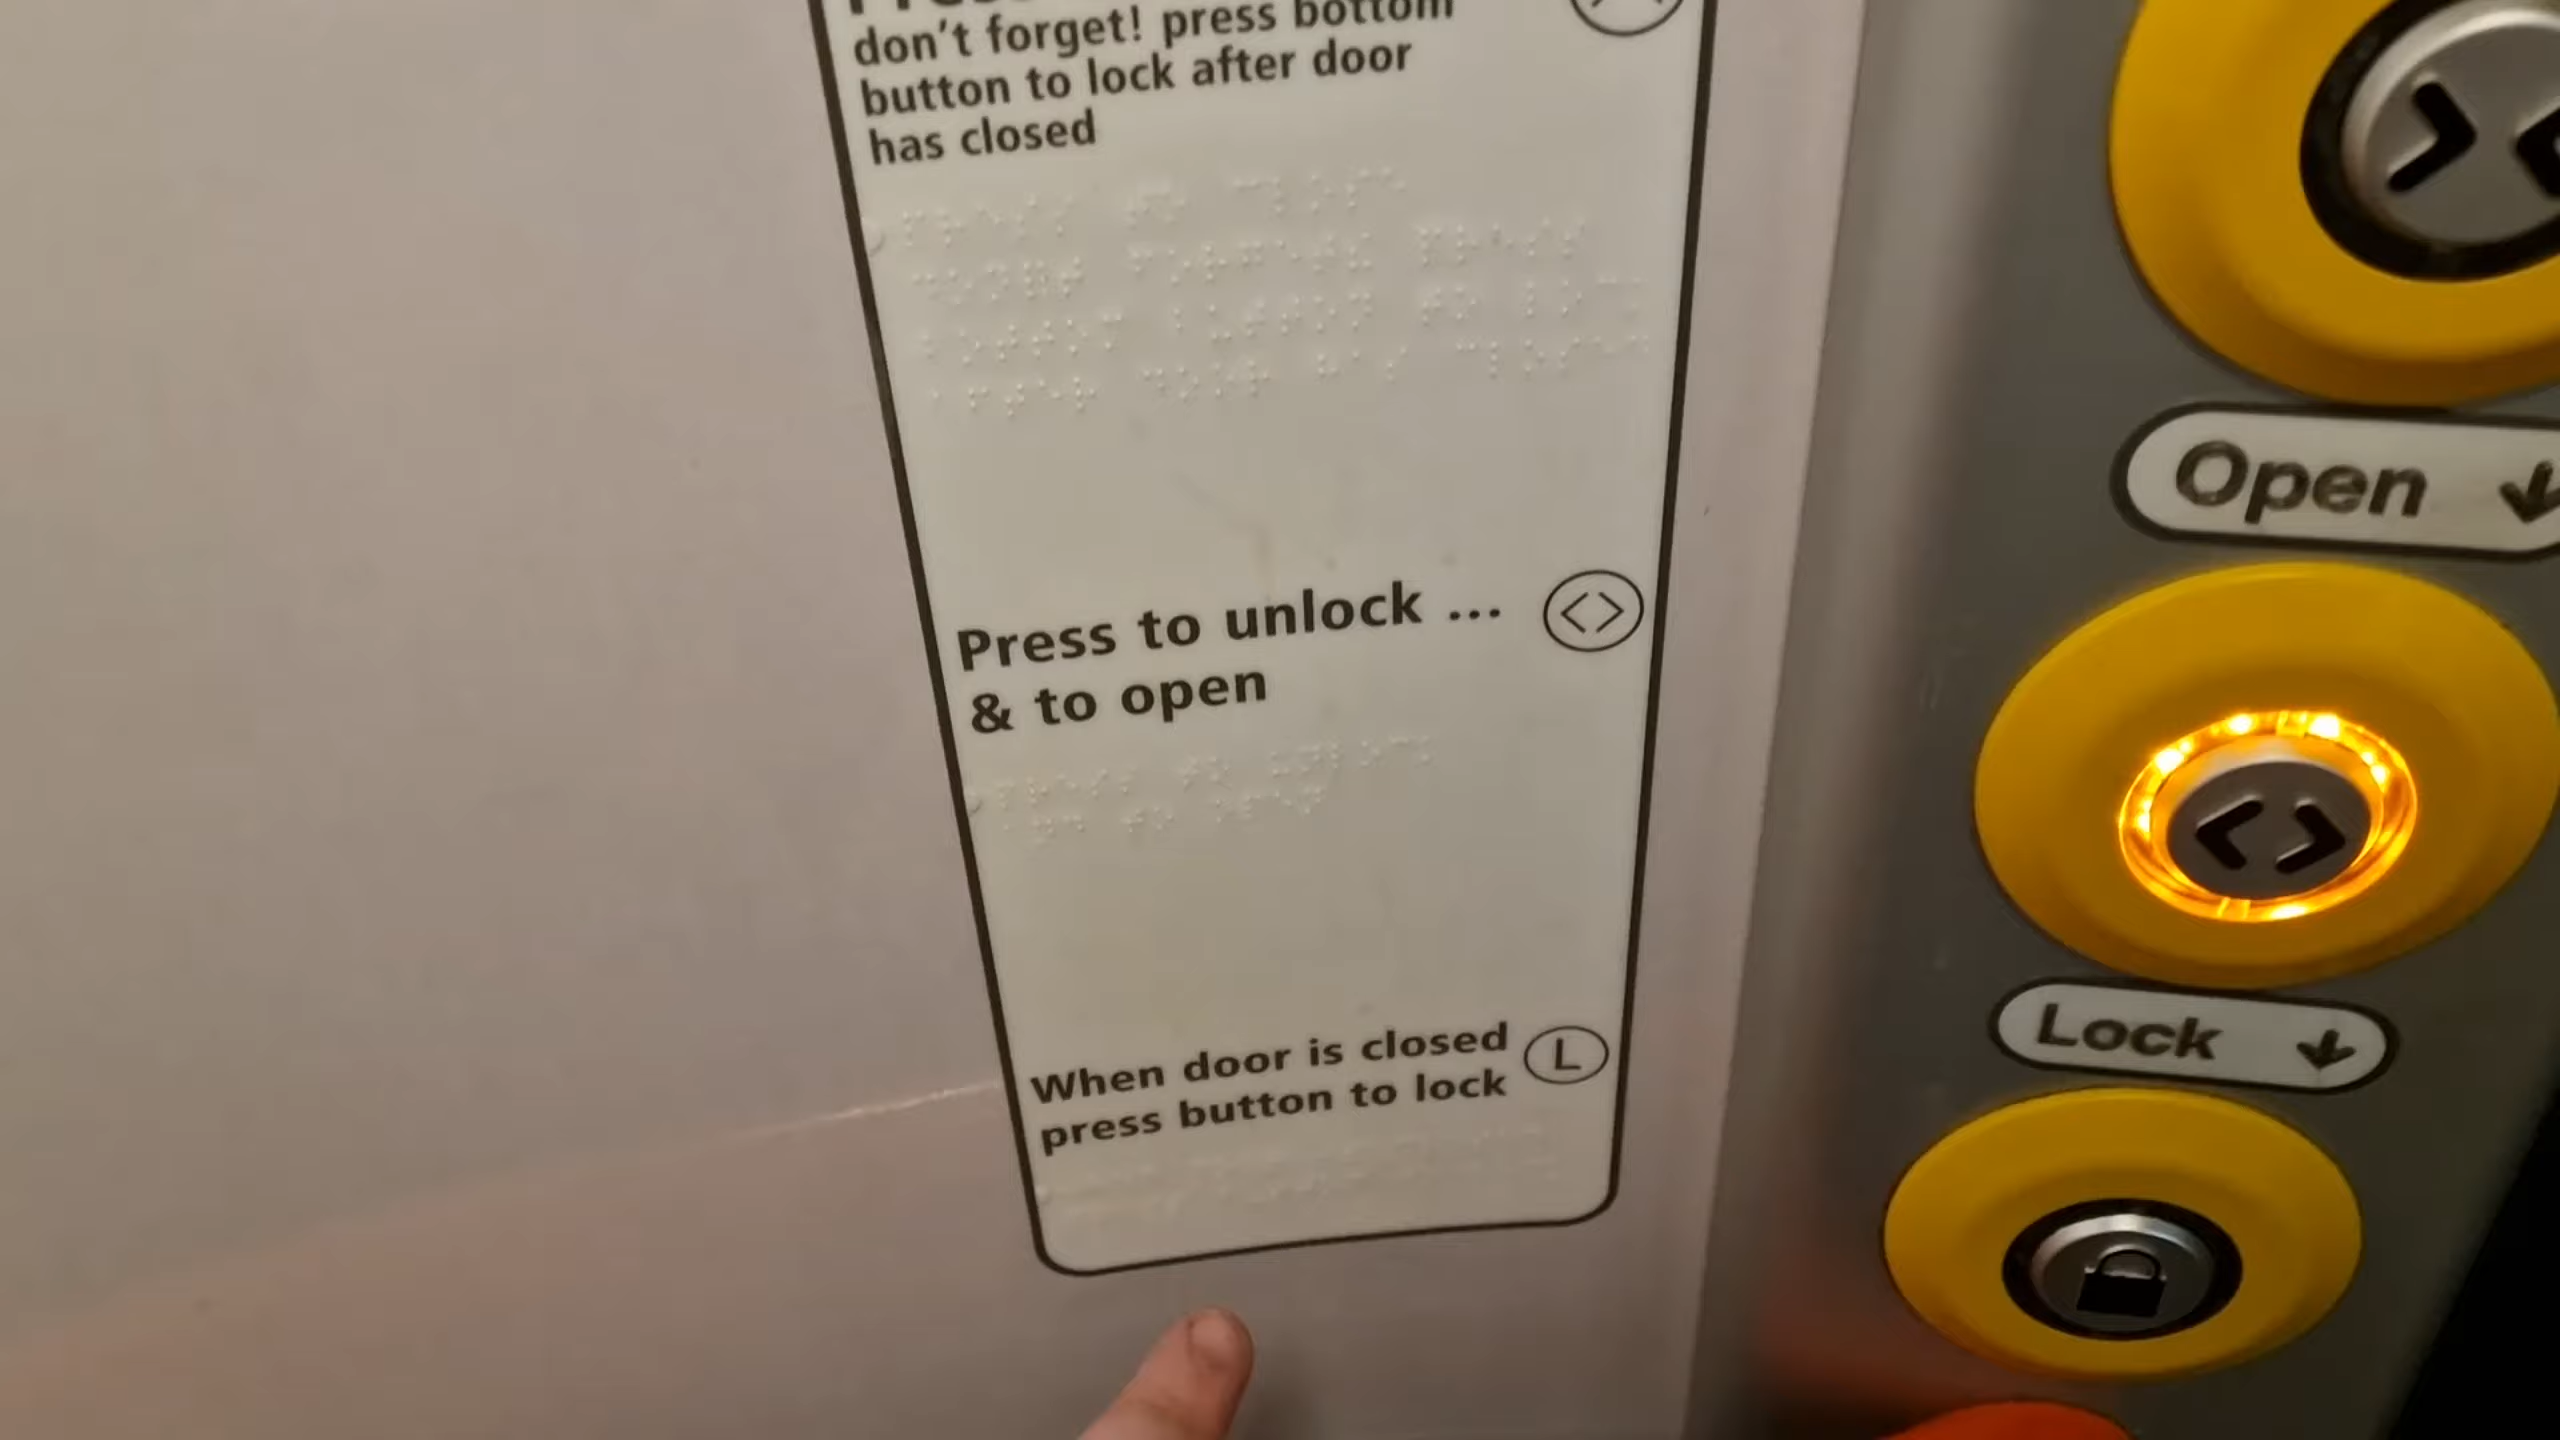 don't forget! press bottom
button to lock after door
has closed
Press to unlock ...
& to open
When door is closed
press button to lock
L
Open
Lock